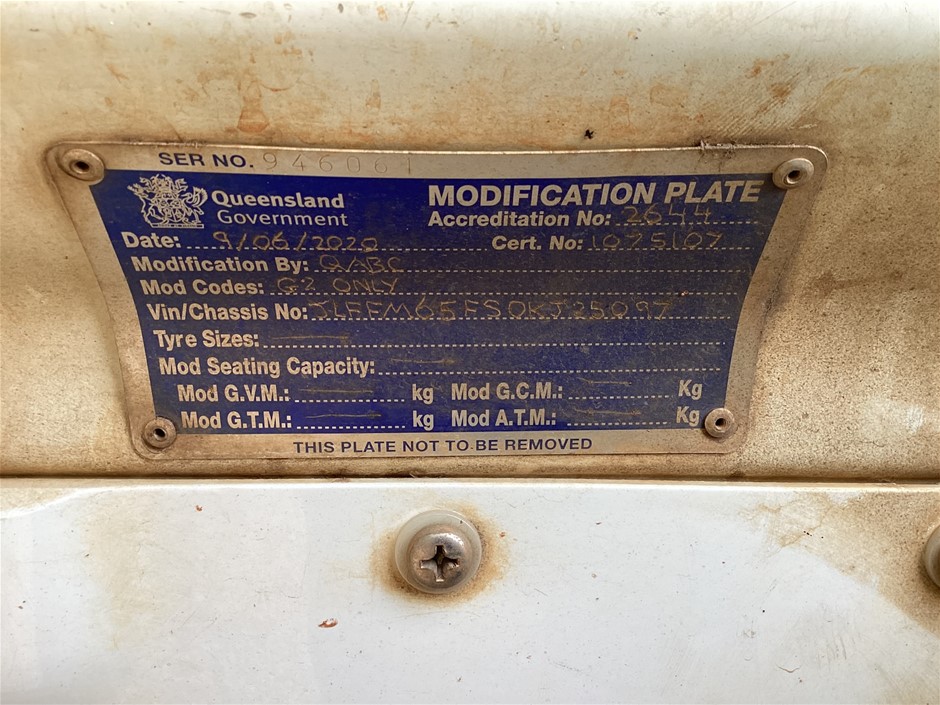 SER NO. 946061
Queensland Government
MODIFICATION PLATE
Accreditation No: 2644
Date: 9/06/2020 Cert. No: 1075107
Modification By: QABC
Mod Codes: G2 ONLY
Vin/Chassis No: JLFFM65FS0KJ25097
Tyre Sizes: —
Mod Seating Capacity: —
Mod G.V.M.: — kg Mod G.C.M.: — Kg
Mod G.T.M.: — kg Mod A.T.M.: — Kg
THIS PLATE NOT TO BE REMOVED